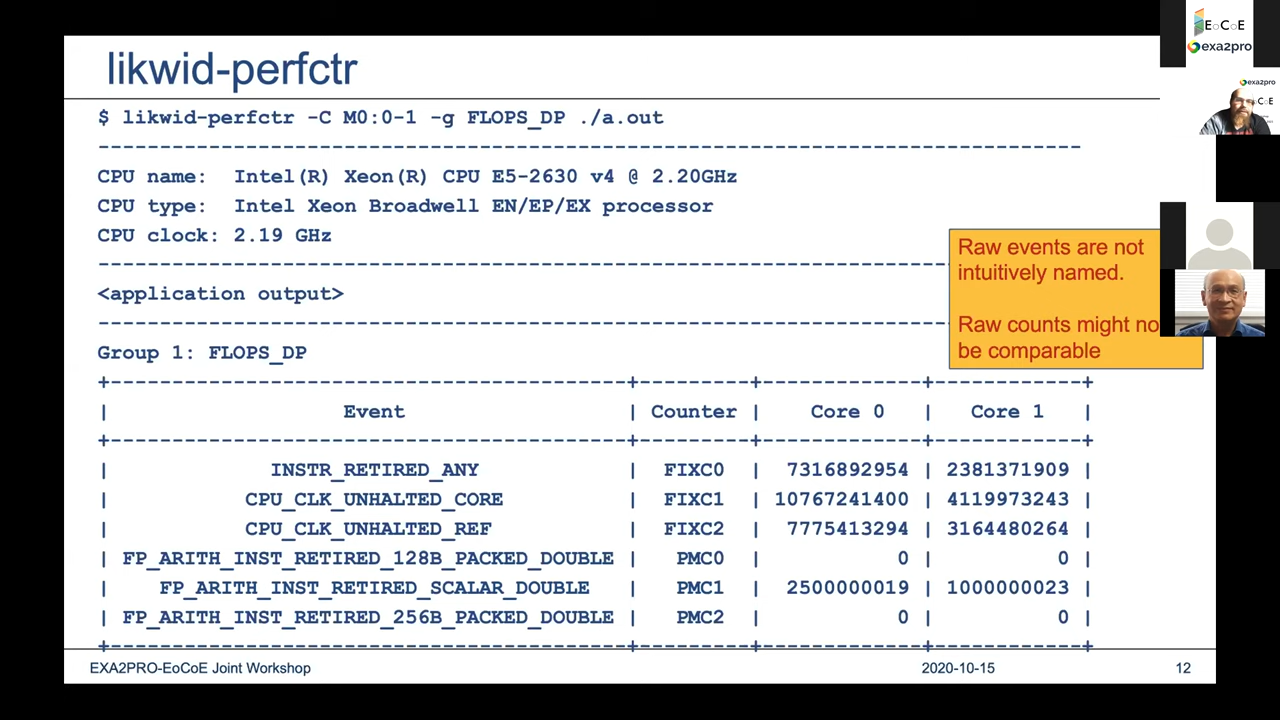 likwid-perfctr
$ likwid-perfctr -C M0:0-1 -g FLOPS_DP ./a.out
--------------------------------------------------------------------------------
CPU name: Intel(R) Xeon(R) CPU E5-2630 v4 @ 2.20GHz
CPU type: Intel Xeon Broadwell EN/EP/EX processor
CPU clock: 2.19 GHz
--------------------------------------------------------------------------------
<application output>
--------------------------------------------------------------------------------
Group 1: FLOPS_DP
+------------------------------------------+---------+-------------+------------+
| Event | Counter | Core 0 | Core 1 |
+------------------------------------------+---------+-------------+------------+
| INSTR_RETIRED_ANY | FIXC0 | 7316892954 | 2381371909 |
| CPU_CLK_UNHALTED_CORE | FIXC1 | 10767241400 | 4119973243 |
| CPU_CLK_UNHALTED_REF | FIXC2 | 7775413294 | 3164480264 |
| FP_ARITH_INST_RETIRED_128B_PACKED_DOUBLE | PMC0 | 0 | 0 |
| FP_ARITH_INST_RETIRED_SCALAR_DOUBLE | PMC1 | 2500000019 | 1000000023 |
| FP_ARITH_INST_RETIRED_256B_PACKED_DOUBLE | PMC2 | 0 | 0 |
+------------------------------------------+---------+-------------+------------+
Raw events are not
intuitively named.
Raw counts might no
be comparable
EXA2PRO-EoCoE Joint Workshop
2020-10-15
12
EoCoE
exa2pro
exa2pro